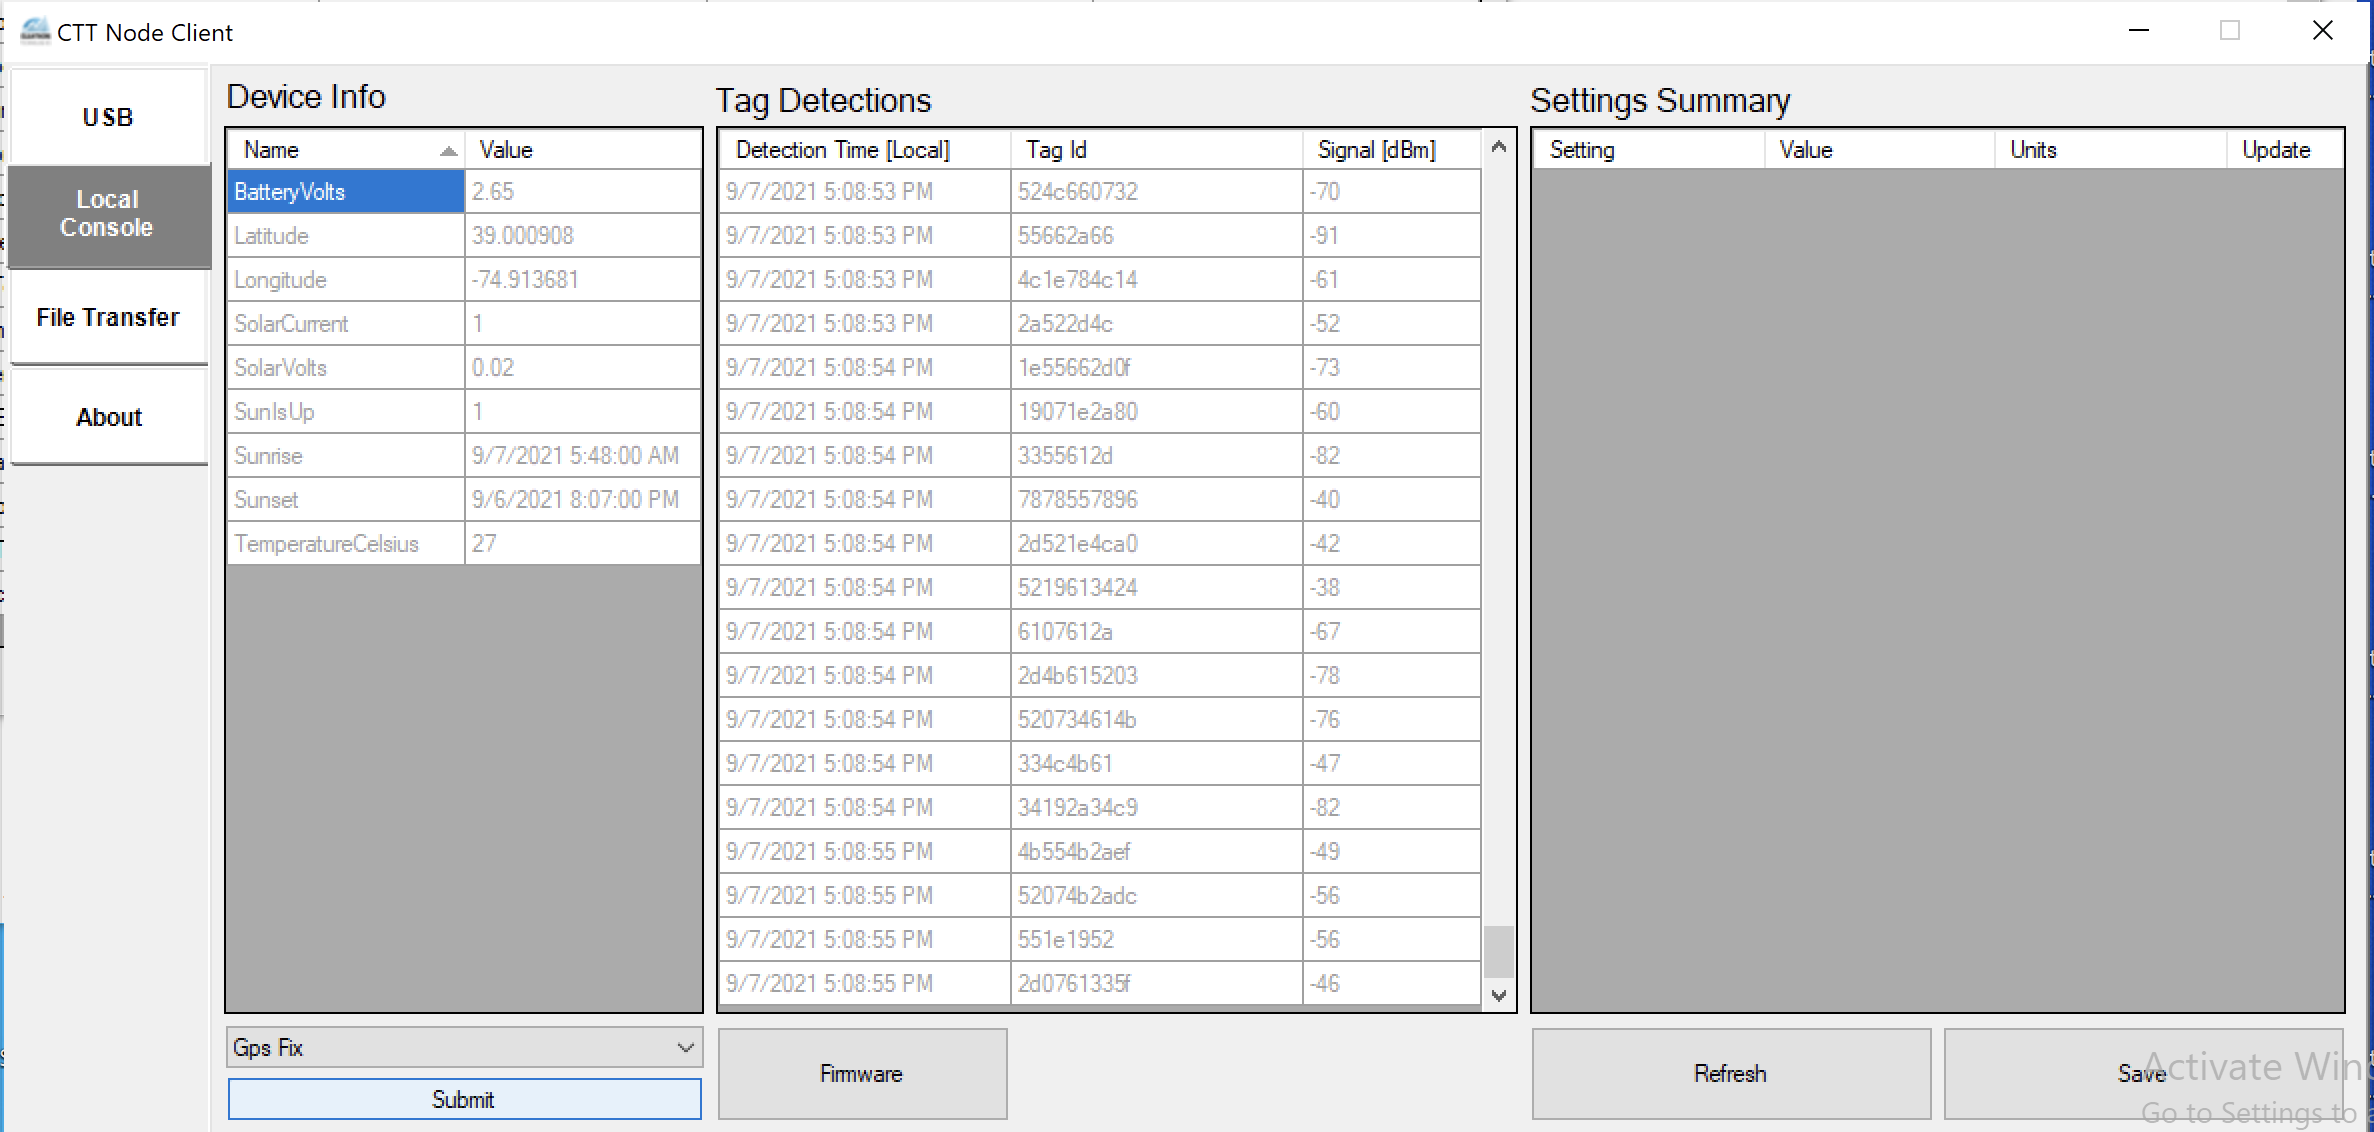 CTT Node Client
USB
Local
Console
File Transfer
About
Device Info
Name Value
BatteryVolts 2.65
Latitude 39.000908
Longitude -74.913681
SolarCurrent 1
SolarVolts 0.02
SunIsUp 1
Sunrise 9/7/2021 5:48:00 AM
Sunset 9/6/2021 8:07:00 PM
TemperatureCelsius 27
Gps Fix
Submit
Tag Detections
Detection Time [Local] Tag Id Signal [dBm]
9/7/2021 5:08:53 PM 524c660732 -70
9/7/2021 5:08:53 PM 55662a66 -91
9/7/2021 5:08:53 PM 4c1e784c14 -61
9/7/2021 5:08:53 PM 2a522d4c -52
9/7/2021 5:08:54 PM 1e55662d0f -73
9/7/2021 5:08:54 PM 19071e2a80 -60
9/7/2021 5:08:54 PM 3355612d -82
9/7/2021 5:08:54 PM 7878557896 -40
9/7/2021 5:08:54 PM 2d521e4ca0 -42
9/7/2021 5:08:54 PM 5219613424 -38
9/7/2021 5:08:54 PM 6107612a -67
9/7/2021 5:08:54 PM 2d4b615203 -78
9/7/2021 5:08:54 PM 520734614b -76
9/7/2021 5:08:54 PM 334c4b61 -47
9/7/2021 5:08:54 PM 34192a34c9 -82
9/7/2021 5:08:55 PM 4b554b2aef -49
9/7/2021 5:08:55 PM 52074b2adc -56
9/7/2021 5:08:55 PM 551e1952 -56
9/7/2021 5:08:55 PM 2d0761335f -46
Firmware
Settings Summary
Setting Value Units Update
Refresh
Save
Activate Win
Go to Settings to